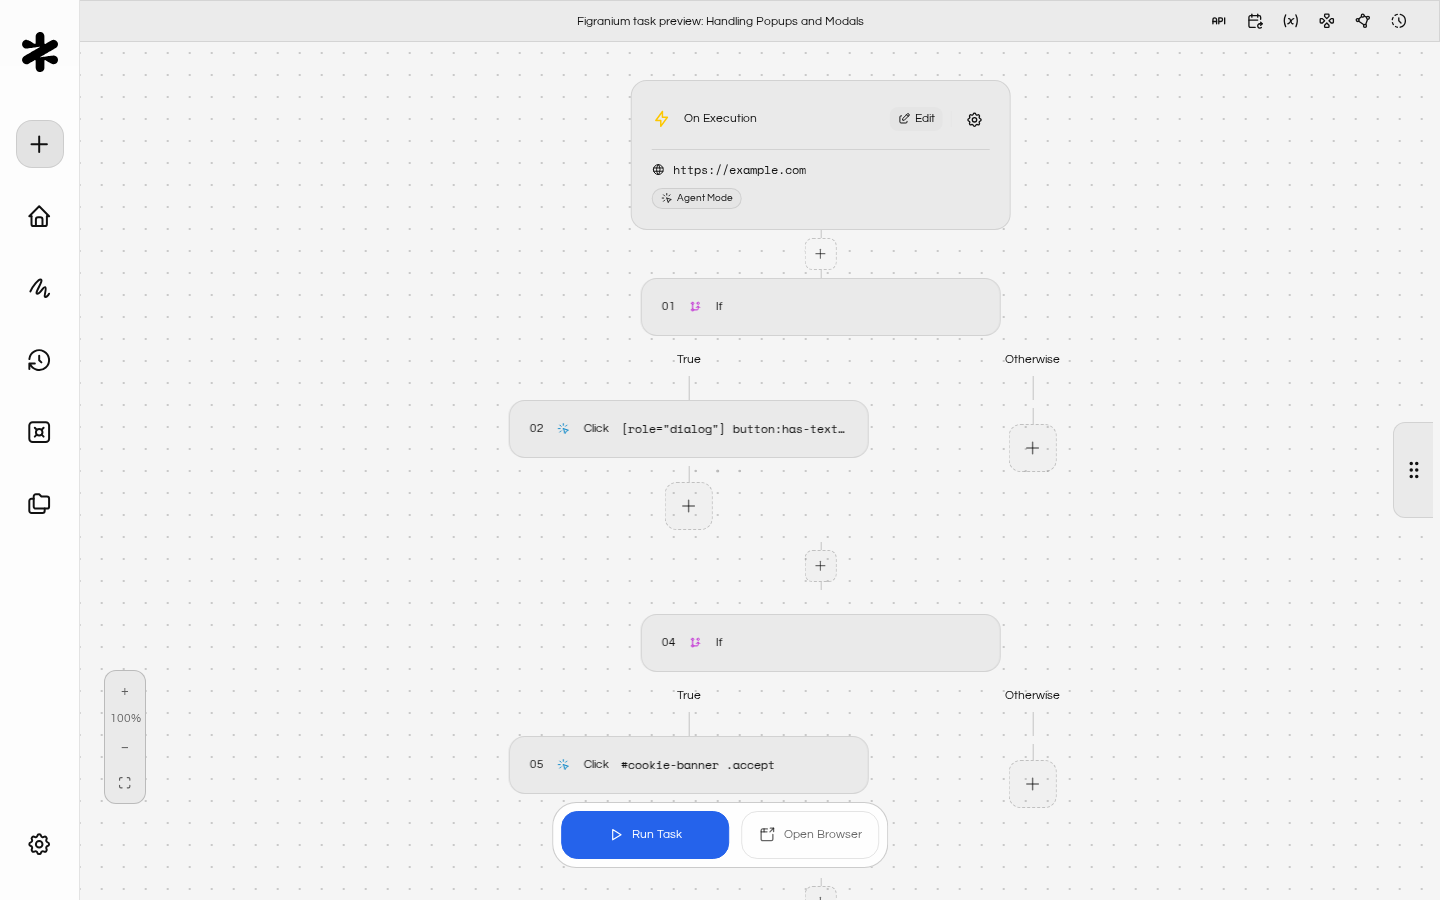 Figranium task preview: Handling Popups and Modals
API
On Execution
Edit
https://example.com
Agent Mode
01 If
True
Otherwise
02 Click [role="dialog"] button:has-text…
04 If
True
Otherwise
05 Click #cookie-banner .accept
+
100%
−
Run Task
Open Browser